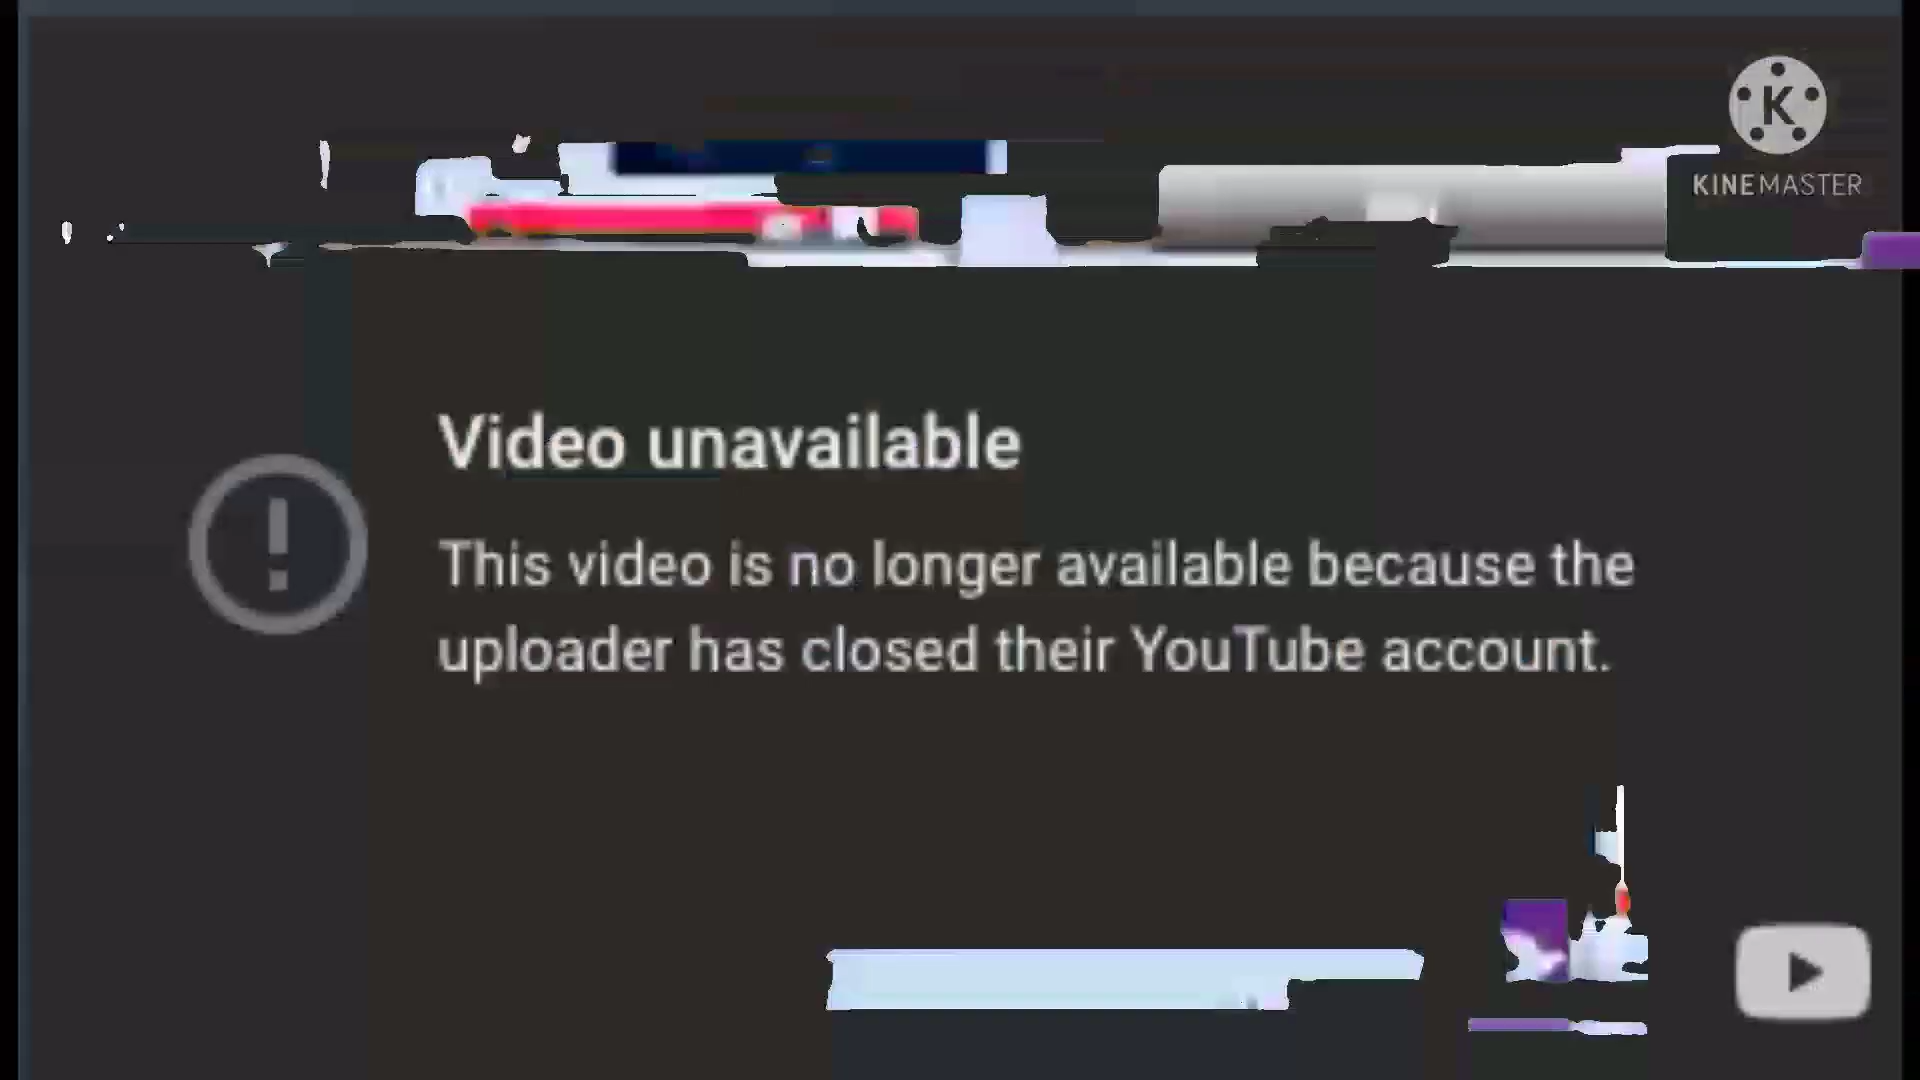 K
KINEMASTER
Video unavailable
This video is no longer available because the
uploader has closed their YouTube account.